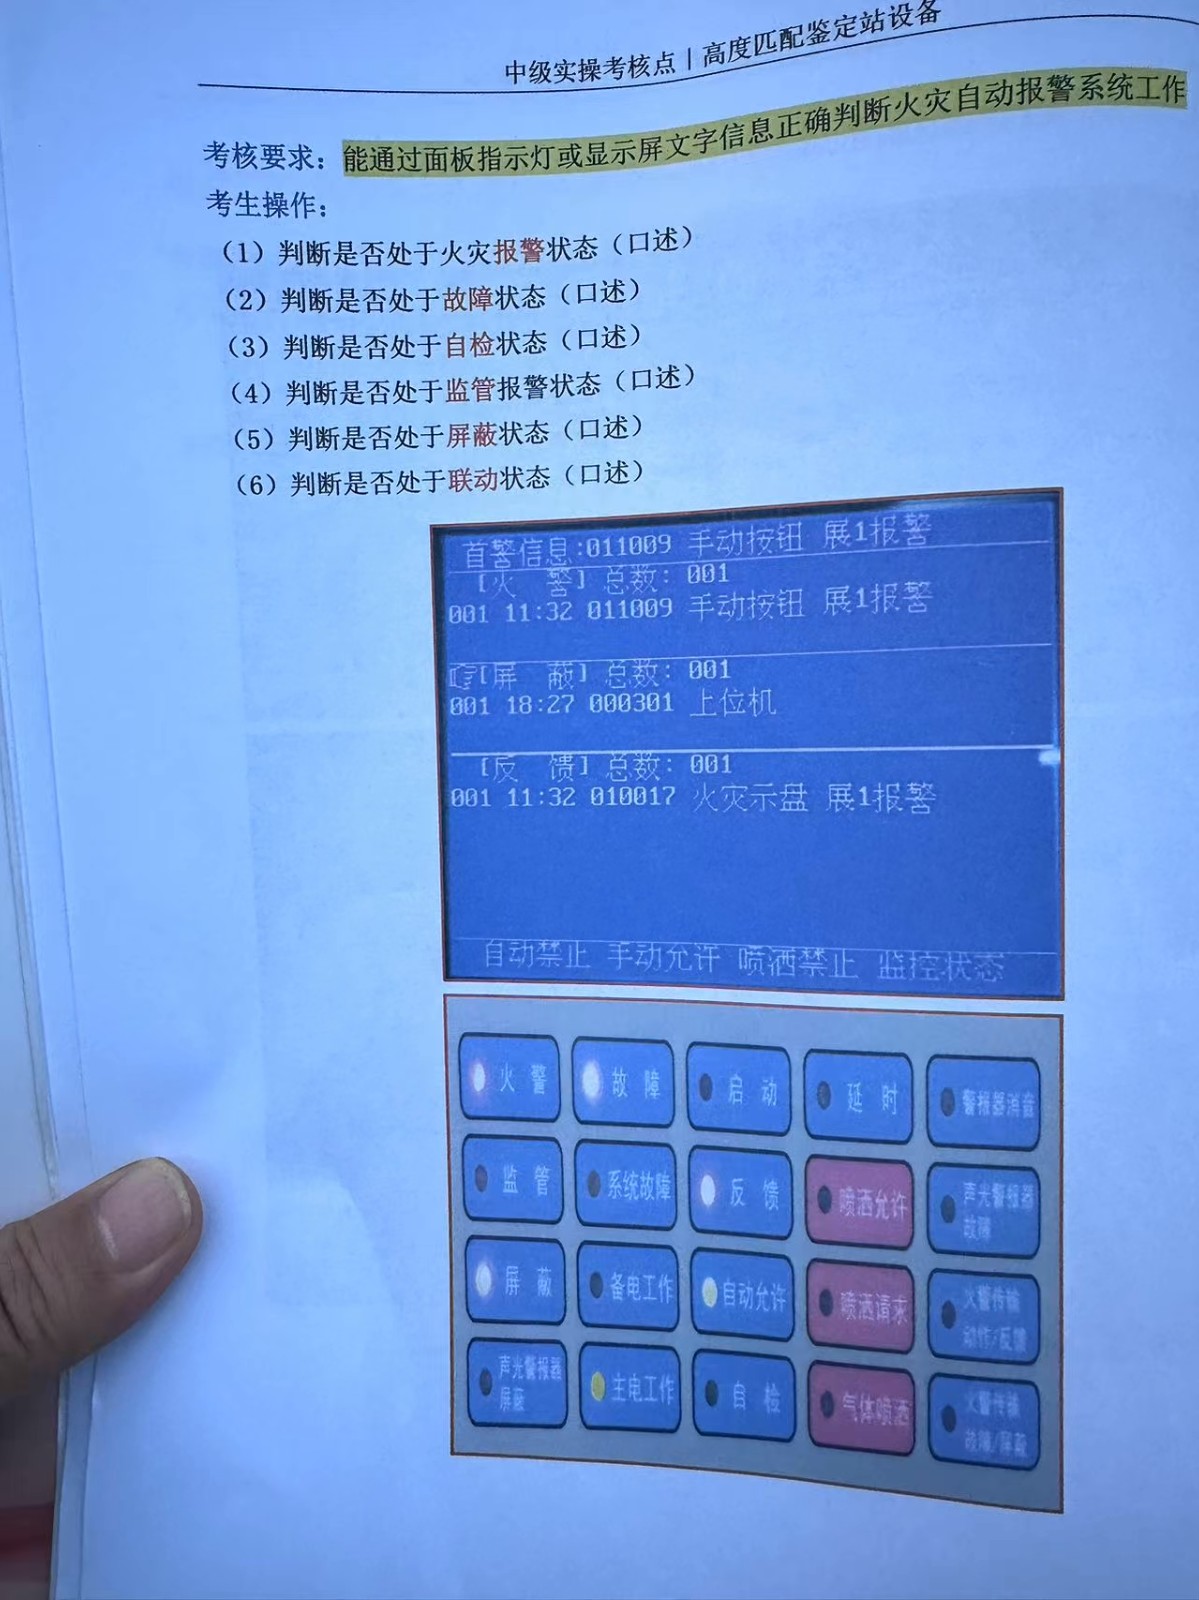 中级实操考核点｜高度匹配鉴定站设备
考核要求：能通过面板指示灯或显示屏文字信息正确判断火灾自动报警系统工作
考生操作：
（1）判断是否处于火灾报警状态（口述）
（2）判断是否处于故障状态（口述）
（3）判断是否处于自检状态（口述）
（4）判断是否处于监管报警状态（口述）
（5）判断是否处于屏蔽状态（口述）
（6）判断是否处于联动状态（口述）
首警信息:011009 手动按钮 展1报警
[火 警] 总数: 001
001 11:32 011009 手动按钮 展1报警
[屏 蔽] 总数: 001
001 18:27 000301 上位机
[反 馈] 总数: 001
001 11:32 010017 火灾示盘 展1报警
自动禁止 手动允许 喷洒禁止 监控状态
火 警 故 障 启 动 延 时 警报器消音
监 管 系统故障 反 馈 喷洒允许 声光警报器
故障
屏 蔽 备电工作 自动允许 喷洒请求 火警传输
动作/反馈
声光警报器
屏蔽 主电工作 自 检 气体喷洒 火警传输
故障/屏蔽